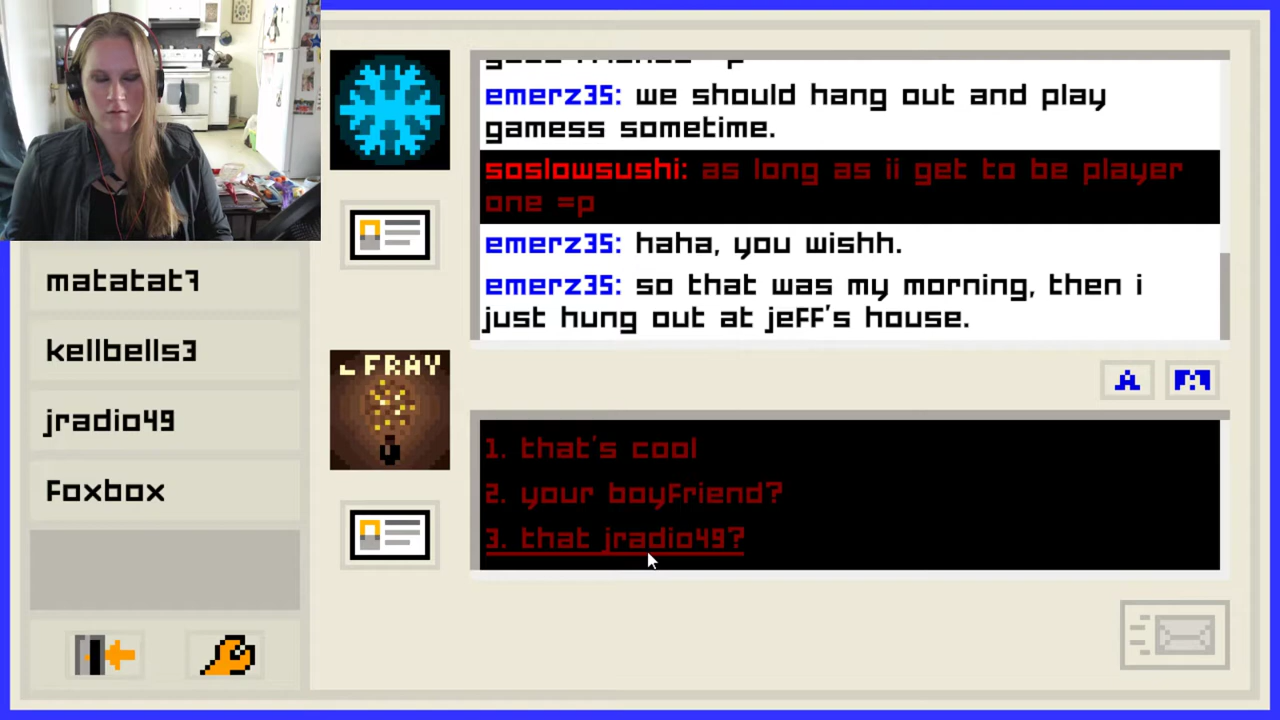 emerz35: we should hang out and play
gamess sometime.
soslowsushi: as long as ii get to be player
one =p
emerz35: haha, you wishh.
emerz35: so that was my morning, then i
just hung out at jeff's house.
matatat7
kellbells3
jradio49
Foxbox
FRAY
A
1. that's cool
2. your boyfriend?
3. that jradio49?